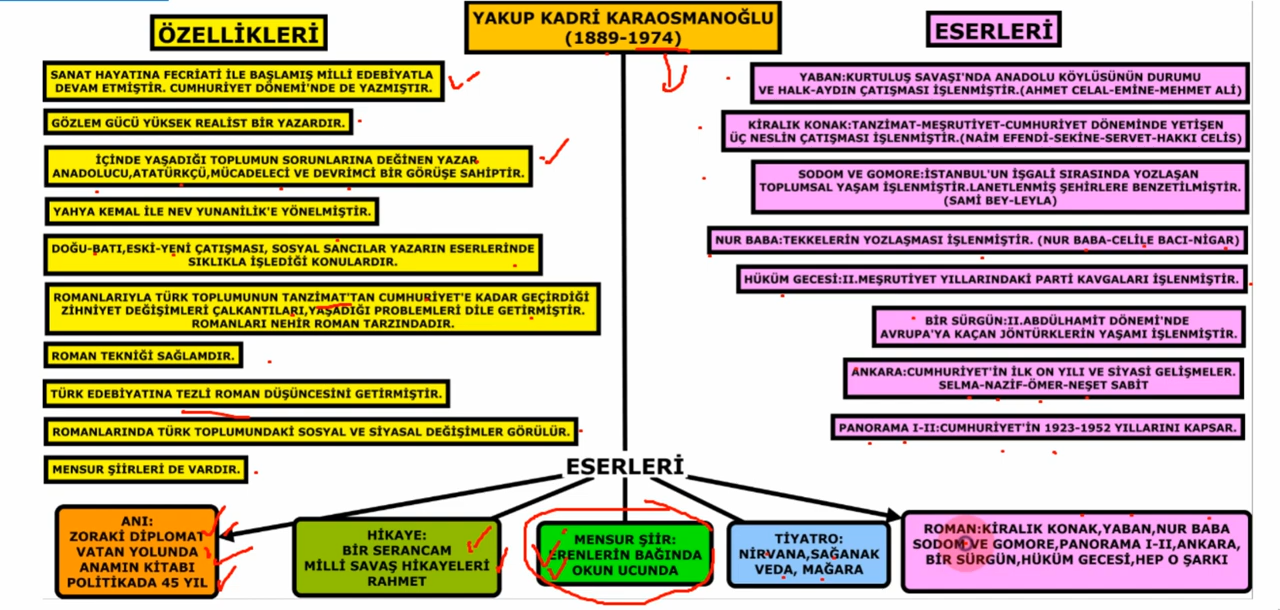 YAKUP KADRİ KARAOSMANOĞLU
(1889-1974)
ÖZELLİKLERİ
SANAT HAYATINA FECRİATİ İLE BAŞLAMIŞ MİLLİ EDEBİYATLA
DEVAM ETMİŞTİR. CUMHURİYET DÖNEMİ'NDE DE YAZMIŞTIR.
GÖZLEM GÜCÜ YÜKSEK REALİST BİR YAZARDIR.
İÇİNDE YAŞADIĞI TOPLUMUN SORUNLARINA DEĞİNEN YAZAR
ANADOLUCU,ATATÜRKÇÜ,MÜCADELECİ VE DEVRİMCİ BİR GÖRÜŞE SAHİPTİR.
YAHYA KEMAL İLE NEV YUNANİLİK'E YÖNELMİŞTİR.
DOĞU-BATI,ESKİ-YENİ ÇATIŞMASI, SOSYAL SANCILAR YAZARIN ESERLERİNDE
SIKLIKLA İŞLEDİĞİ KONULARDIR.
ROMANLARIYLA TÜRK TOPLUMUNUN TANZİMAT'TAN CUMHURİYET'E KADAR GEÇİRDİĞİ
ZİHNİYET DEĞİŞİMLERİ ÇALKANTILARI,YAŞADIĞI PROBLEMLERİ DİLE GETİRMİŞTİR.
ROMANLARI NEHİR ROMAN TARZINDADIR.
ROMAN TEKNİĞİ SAĞLAMDIR.
TÜRK EDEBİYATINA TEZLİ ROMAN DÜŞÜNCESİNİ GETİRMİŞTİR.
ROMANLARINDA TÜRK TOPLUMUNDAKİ SOSYAL VE SİYASAL DEĞİŞİMLER GÖRÜLÜR.
MENSUR ŞİİRLERİ DE VARDIR.
ESERLERİ
YABAN:KURTULUŞ SAVAŞI'NDA ANADOLU KÖYLÜSÜNÜN DURUMU
VE HALK-AYDIN ÇATIŞMASI İŞLENMİŞTİR.(AHMET CELAL-EMİNE-MEHMET ALİ)
KİRALIK KONAK:TANZİMAT-MEŞRUTİYET-CUMHURİYET DÖNEMİNDE YETİŞEN
ÜÇ NESLİN ÇATIŞMASI İŞLENMİŞTİR.(NAİM EFENDİ-SEKİNE-SERVET-HAKKI CELİS)
SODOM VE GOMORE:İSTANBUL'UN İŞGALİ SIRASINDA YOZLAŞAN
TOPLUMSAL YAŞAM İŞLENMİŞTİR.LANETLENMİŞ ŞEHİRLERE BENZETİLMİŞTİR.
(SAMİ BEY-LEYLA)
NUR BABA:TEKKELERİN YOZLAŞMASI İŞLENMİŞTİR. (NUR BABA-CELİLE BACI-NİGAR)
HÜKÜM GECESİ:II.MEŞRUTİYET YILLARINDAKİ PARTİ KAVGALARI İŞLENMİŞTİR.
BİR SÜRGÜN:II.ABDÜLHAMİT DÖNEMİ'NDE
AVRUPA'YA KAÇAN JÖNTÜRKLERİN YAŞAMI İŞLENMİŞTİR.
ANKARA:CUMHURİYET'İN İLK ON YILI VE SİYASİ GELİŞMELER.
SELMA-NAZİF-ÖMER-NEŞET SABİT
PANORAMA I-II:CUMHURİYET'İN 1923-1952 YILLARINI KAPSAR.
ESERLERİ
ANI:
ZORAKİ DİPLOMAT
VATAN YOLUNDA
ANAMIN KİTABI
POLİTİKADA 45 YIL
HİKAYE:
BİR SERANCAM
MİLLİ SAVAŞ HİKAYELERİ
RAHMET
MENSUR ŞİİR:
ERENLERİN BAĞINDA
OKUN UCUNDA
TİYATRO:
NİRVANA,SAĞANAK
VEDA, MAĞARA
ROMAN:KİRALIK KONAK,YABAN,NUR BABA
SODOM VE GOMORE,PANORAMA I-II,ANKARA,
BİR SÜRGÜN,HÜKÜM GECESİ,HEP O ŞARKI